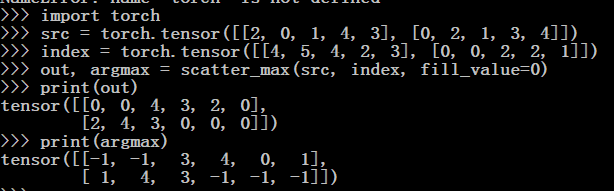 NameError: name 'torch' is not defined
>>> import torch
>>> src = torch.tensor([[2, 0, 1, 4, 3], [0, 2, 1, 3, 4]])
>>> index = torch.tensor([[4, 5, 4, 2, 3], [0, 0, 2, 2, 1]])
>>> out, argmax = scatter_max(src, index, fill_value=0)
>>> print(out)
tensor([[0, 0, 4, 3, 2, 0],
        [2, 4, 3, 0, 0, 0]])
>>> print(argmax)
tensor([[-1, -1,  3,  4,  0,  1],
        [ 1,  4,  3, -1, -1, -1]])